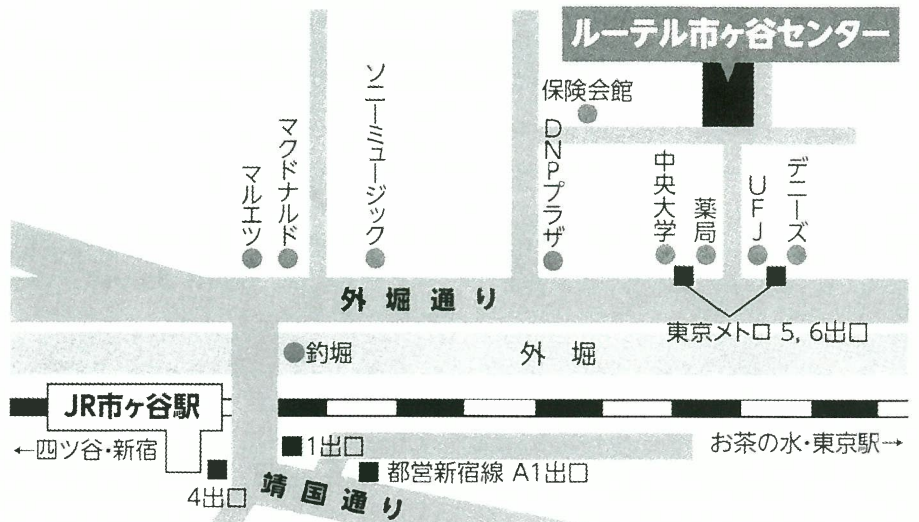 ルーテル市ヶ谷センター
保険会館
ソニーミュージック
マクドナルド
マルエツ
DNPプラザ
中央大学
薬局
UFJ
デニーズ
外堀通り
東京メトロ 5, 6出口
釣堀
外 堀
JR市ヶ谷駅
←四ツ谷・新宿
1出口
お茶の水・東京駅→
4出口
都営新宿線 A1出口
靖国通り